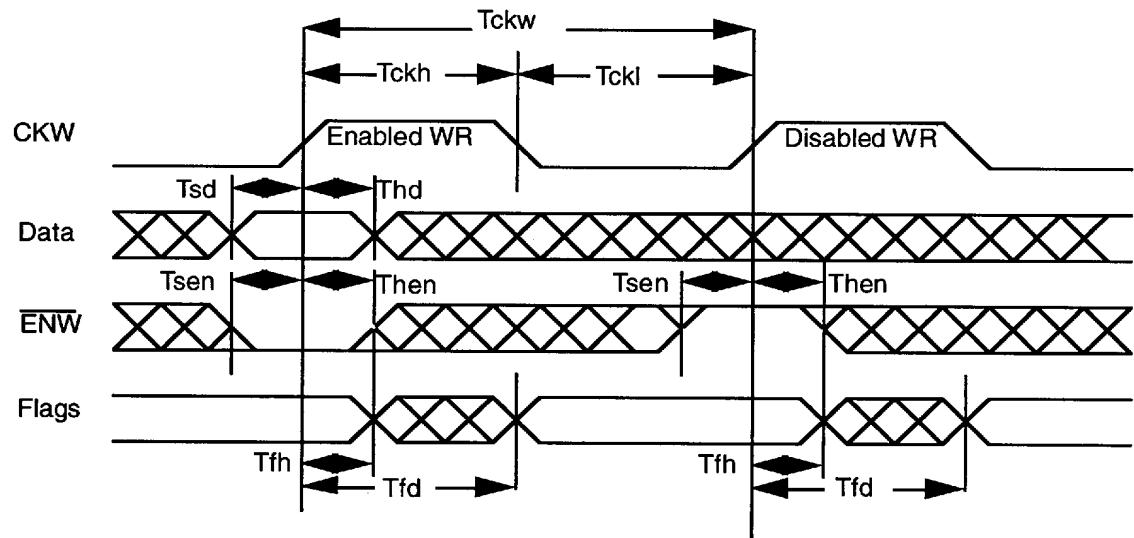 Tckw
Tckh Tckl
CKW Enabled WR Disabled WR
Tsd Thd
Data
Tsen Then Tsen Then
ENW
Flags
Tfh Tfh
Tfd Tfd